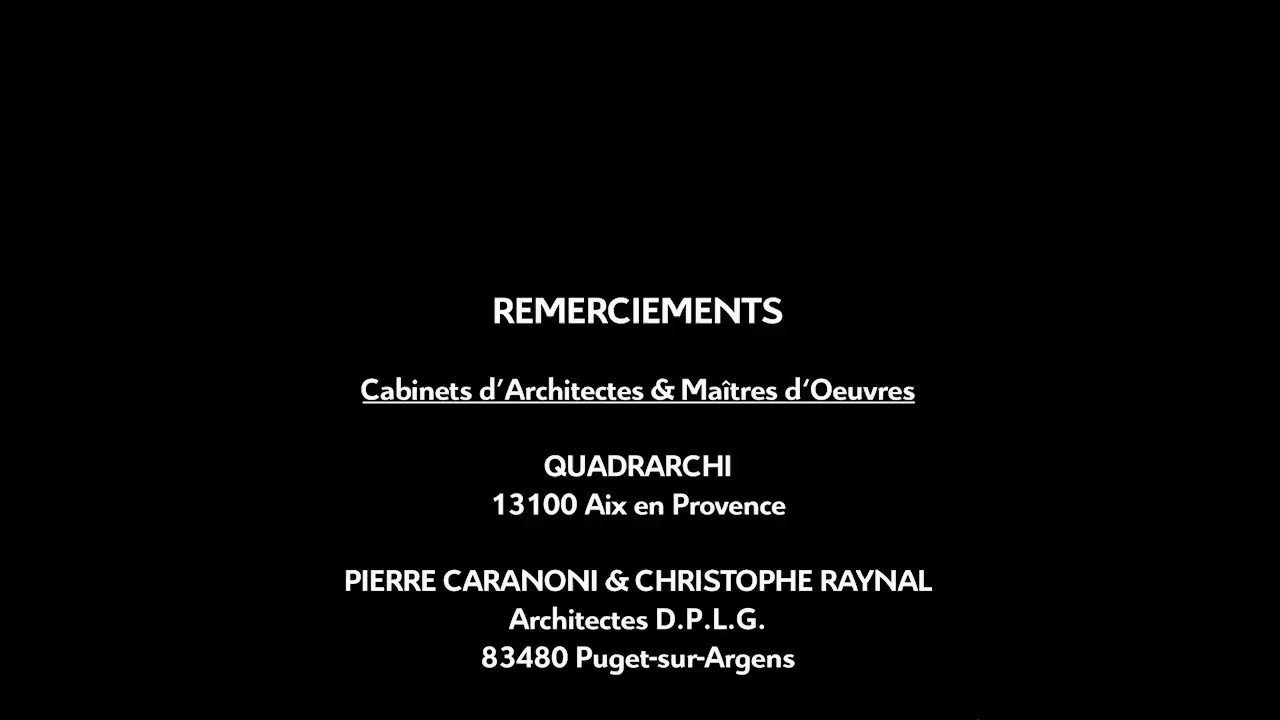 REMERCIEMENTS
Cabinets d'Architectes & Maîtres d‘Oeuvres
QUADRARCHI
13100 Aix en Provence
PIERRE CARANONI & CHRISTOPHE RAYNAL
Architectes D.P.L.G.
83480 Puget-sur-Argens